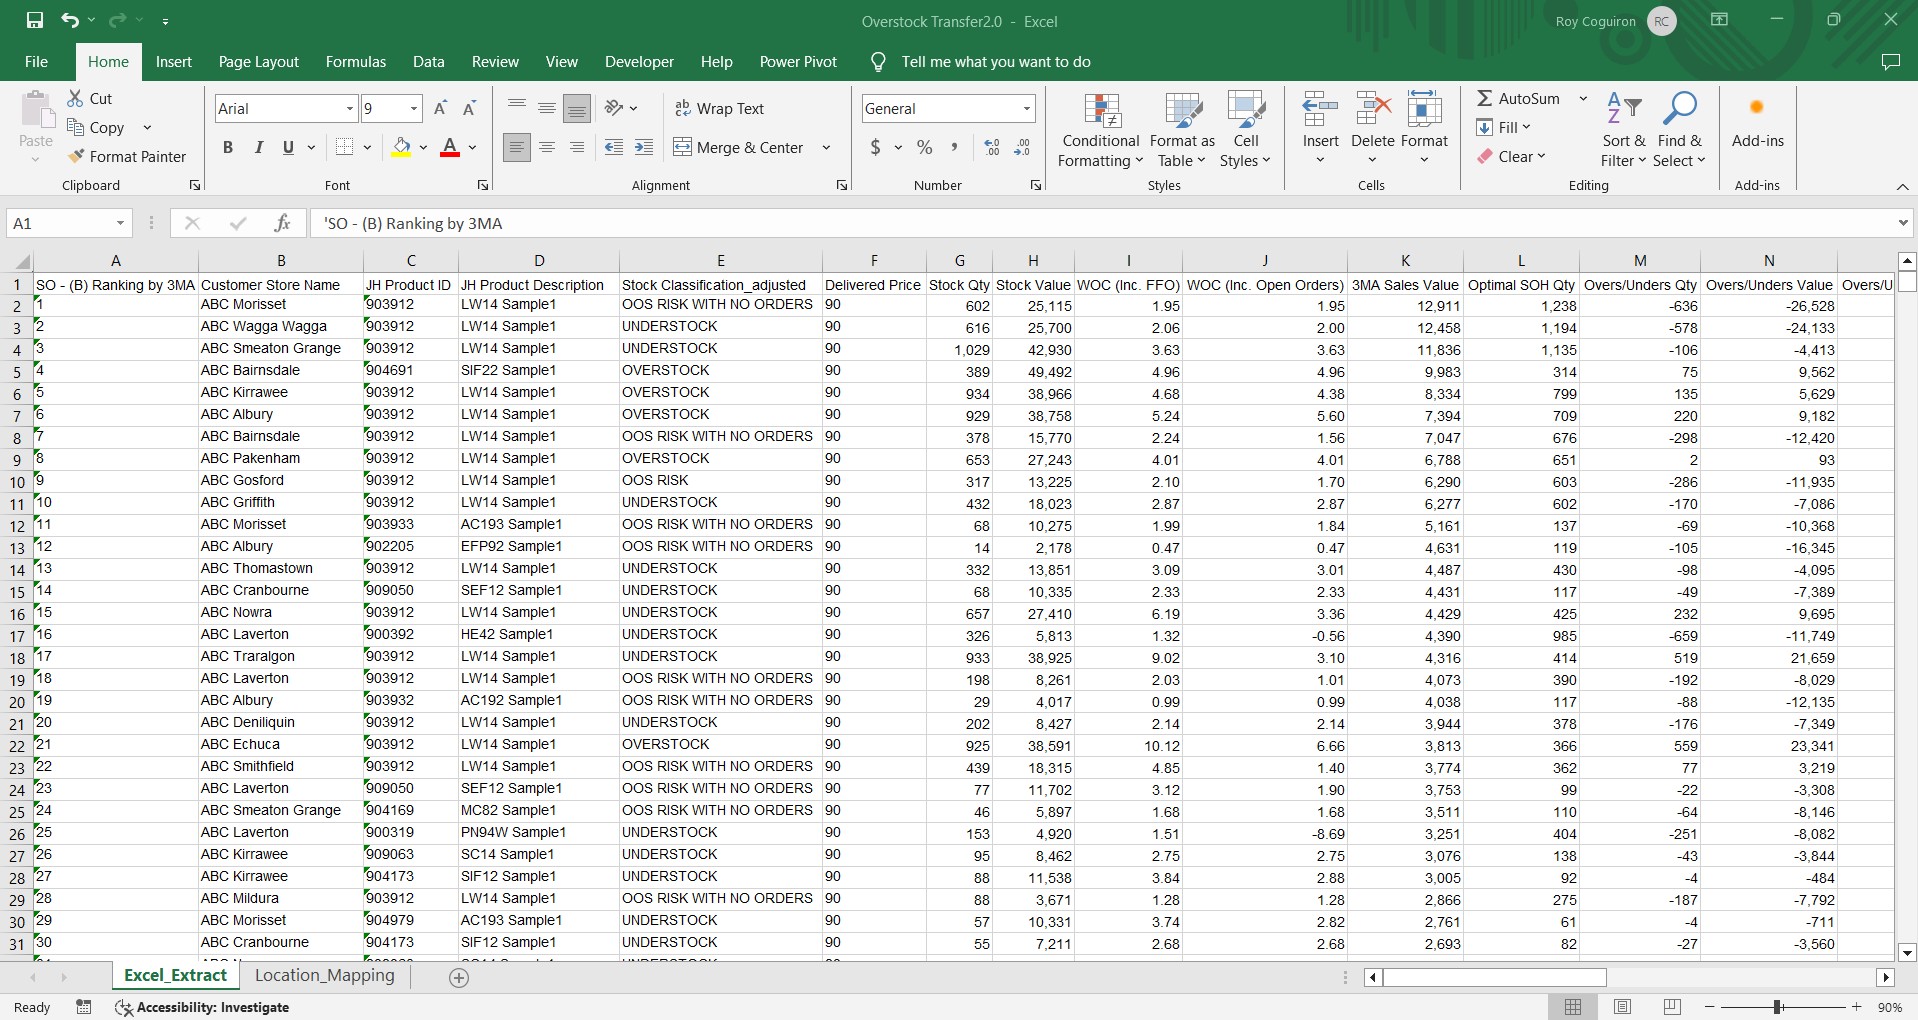 Overstock Transfer2.0 - Excel
Roy Coguiron RC
File Home Insert Page Layout Formulas Data Review View Developer Help Power Pivot Tell me what you want to do
Paste
Cut
Copy
Format Painter
Clipboard
Arial 9
B I U
Font
Wrap Text
Merge & Center
Alignment
General
$ % ,
Number
Conditional Formatting
Format as Table
Cell Styles
Styles
Insert Delete Format
Cells
AutoSum
Fill
Clear
Sort & Filter
Find & Select
Editing
Add-ins
Add-ins
A1 fx 'SO - (B) Ranking by 3MA
A B C D E F G H I J K L M N
1 SO - (B) Ranking by 3MA Customer Store Name JH Product ID JH Product Description Stock Classification_adjusted Delivered Price Stock Qty Stock Value WOC (Inc. FFO) WOC (Inc. Open Orders) 3MA Sales Value Optimal SOH Qty Overs/Unders Qty Overs/Unders Value Overs/U
2 1 ABC Morisset 903912 LW14 Sample1 OOS RISK WITH NO ORDERS 90 602 25,115 1.95 1.95 12,911 1,238 -636 -26,528
3 2 ABC Wagga Wagga 903912 LW14 Sample1 UNDERSTOCK 90 616 25,700 2.06 2.00 12,458 1,194 -578 -24,133
4 3 ABC Smeaton Grange 903912 LW14 Sample1 UNDERSTOCK 90 1,029 42,930 3.63 3.63 11,836 1,135 -106 -4,413
5 4 ABC Bairnsdale 904691 SIF22 Sample1 OVERSTOCK 90 389 49,492 4.96 4.96 9,983 314 75 9,562
6 5 ABC Kirrawee 903912 LW14 Sample1 OVERSTOCK 90 934 38,966 4.68 4.38 8,334 799 135 5,629
7 6 ABC Albury 903912 LW14 Sample1 OVERSTOCK 90 929 38,758 5.24 5.60 7,394 709 220 9,182
8 7 ABC Bairnsdale 903912 LW14 Sample1 OOS RISK WITH NO ORDERS 90 378 15,770 2.24 1.56 7,047 676 -298 -12,420
9 8 ABC Pakenham 903912 LW14 Sample1 OVERSTOCK 90 653 27,243 4.01 4.01 6,788 651 2 93
10 9 ABC Gosford 903912 LW14 Sample1 OOS RISK 90 317 13,225 2.10 1.70 6,290 603 -286 -11,935
11 10 ABC Griffith 903912 LW14 Sample1 UNDERSTOCK 90 432 18,023 2.87 2.87 6,277 602 -170 -7,086
12 11 ABC Morisset 903933 AC193 Sample1 OOS RISK WITH NO ORDERS 90 68 10,275 1.99 1.84 5,161 137 -69 -10,368
13 12 ABC Albury 902205 EFP92 Sample1 OOS RISK WITH NO ORDERS 90 14 2,178 0.47 0.47 4,631 119 -105 -16,345
14 13 ABC Thomastown 903912 LW14 Sample1 UNDERSTOCK 90 332 13,851 3.09 3.01 4,487 430 -98 -4,095
15 14 ABC Cranbourne 909050 SEF12 Sample1 UNDERSTOCK 90 68 10,335 2.33 2.33 4,431 117 -49 -7,389
16 15 ABC Nowra 903912 LW14 Sample1 UNDERSTOCK 90 657 27,410 6.19 3.36 4,429 425 232 9,695
17 16 ABC Laverton 900392 HE42 Sample1 UNDERSTOCK 90 326 5,813 1.32 -0.56 4,390 985 -659 -11,749
18 17 ABC Traralgon 903912 LW14 Sample1 UNDERSTOCK 90 933 38,925 9.02 3.10 4,316 414 519 21,659
19 18 ABC Laverton 903912 LW14 Sample1 OOS RISK WITH NO ORDERS 90 198 8,261 2.03 1.01 4,073 390 -192 -8,029
20 19 ABC Albury 903932 AC192 Sample1 OOS RISK WITH NO ORDERS 90 29 4,017 0.99 0.99 4,038 117 -88 -12,135
21 20 ABC Deniliquin 903912 LW14 Sample1 UNDERSTOCK 90 202 8,427 2.14 2.14 3,944 378 -176 -7,349
22 21 ABC Echuca 903912 LW14 Sample1 OVERSTOCK 90 925 38,591 10.12 6.66 3,813 366 559 23,341
23 22 ABC Smithfield 903912 LW14 Sample1 OOS RISK WITH NO ORDERS 90 439 18,315 4.85 1.40 3,774 362 77 3,219
24 23 ABC Laverton 909050 SEF12 Sample1 OOS RISK WITH NO ORDERS 90 77 11,702 3.12 1.90 3,753 99 -22 -3,308
25 24 ABC Smeaton Grange 904169 MC82 Sample1 OOS RISK WITH NO ORDERS 90 46 5,897 1.68 1.68 3,511 110 -64 -8,146
26 25 ABC Laverton 900319 PN94W Sample1 UNDERSTOCK 90 153 4,920 1.51 -8.69 3,251 404 -251 -8,082
27 26 ABC Kirrawee 909063 SC14 Sample1 UNDERSTOCK 90 95 8,462 2.75 2.75 3,076 138 -43 -3,844
28 27 ABC Kirrawee 904173 SIF12 Sample1 UNDERSTOCK 90 88 11,538 3.84 2.88 3,005 92 -4 -484
29 28 ABC Mildura 903912 LW14 Sample1 OOS RISK WITH NO ORDERS 90 88 3,671 1.28 1.28 2,866 275 -187 -7,792
30 29 ABC Morisset 904979 AC193 Sample1 UNDERSTOCK 90 57 10,331 3.74 2.82 2,761 61 -4 -711
31 30 ABC Cranbourne 904173 SIF12 Sample1 UNDERSTOCK 90 55 7,211 2.68 2.68 2,693 82 -27 -3,560
Excel_Extract Location_Mapping
Ready Accessibility: Investigate 90%